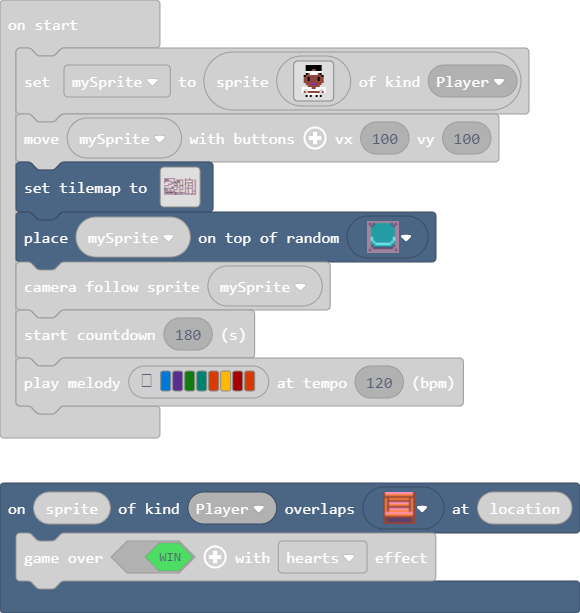 on start
set mySprite to sprite of kind Player
move mySprite with buttons vx 100 vy 100
set tilemap to
place mySprite on top of random
camera follow sprite mySprite
start countdown 180 (s)
play melody at tempo 120 (bpm)
on sprite of kind Player overlaps at location
game over WIN with hearts effect